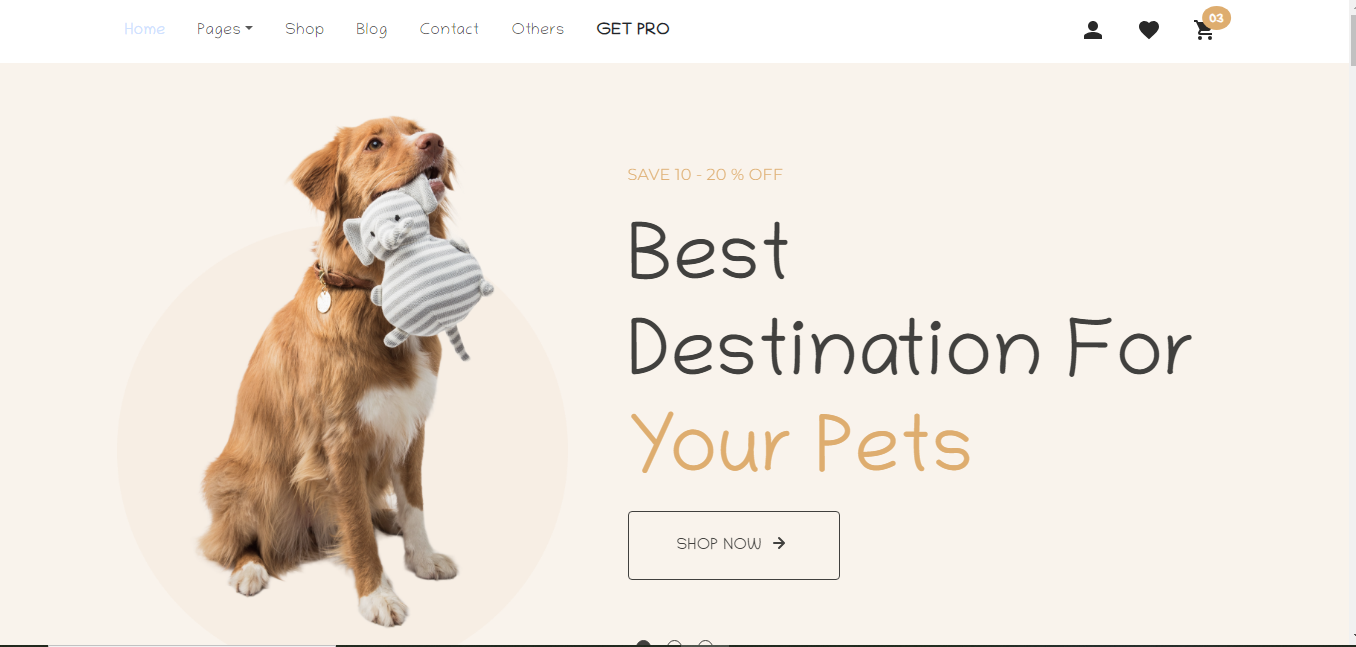 Home Pages Shop Blog Contact Others GET PRO 03
SAVE 10 - 20 % OFF
Best
Destination For
Your Pets
SHOP NOW